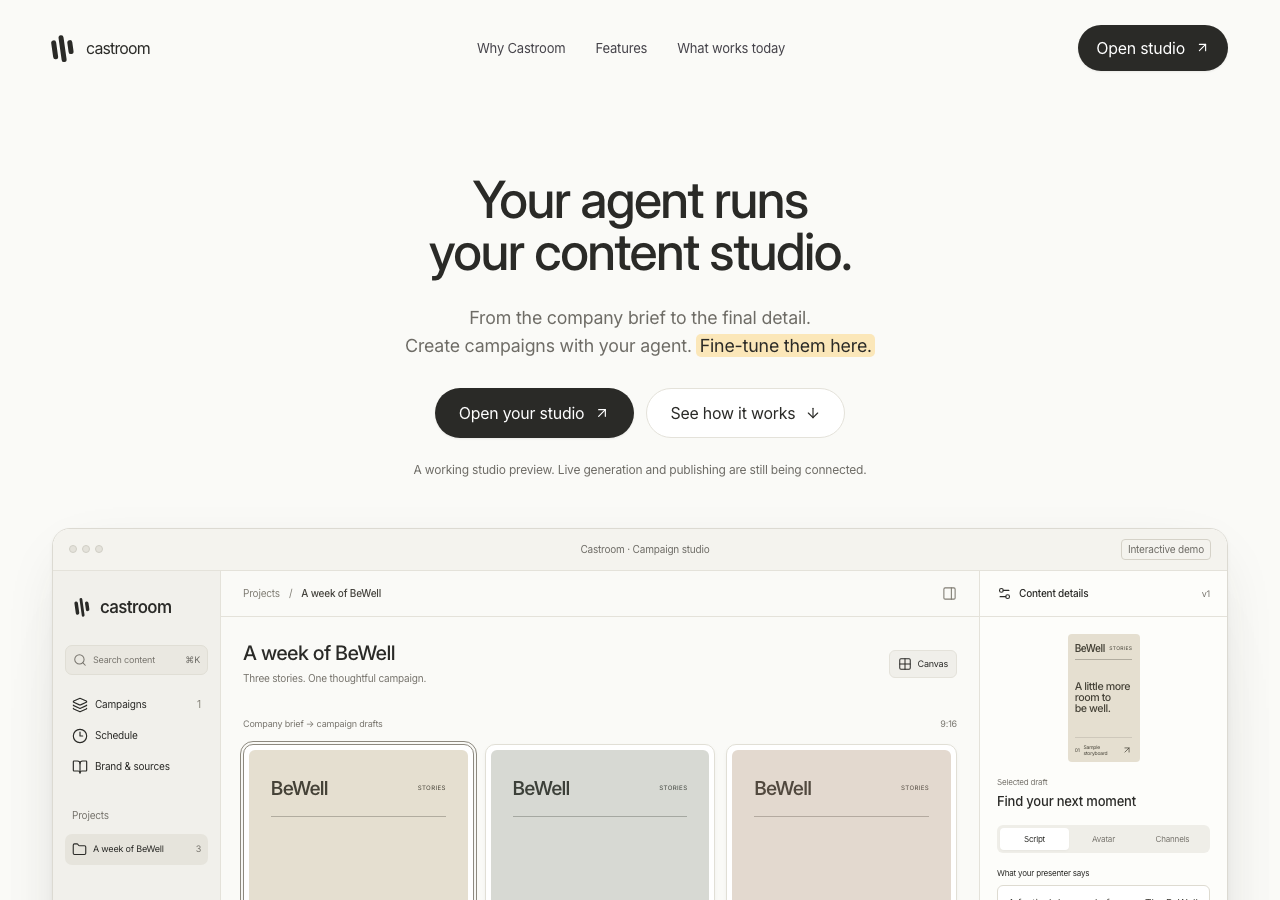 castroom
Why Castroom
Features
What works today
Open studio
Your agent runs
your content studio.
From the company brief to the final detail.
Create campaigns with your agent. Fine-tune them here.
Open your studio
See how it works
A working studio preview. Live generation and publishing are still being connected.
Castroom · Campaign studio
Interactive demo
castroom
Search content ⌘K
Campaigns 1
Schedule
Brand & sources
Projects
A week of BeWell 3
Projects / A week of BeWell
A week of BeWell
Three stories. One thoughtful campaign.
Canvas
Company brief → campaign drafts
9:16
BeWell STORIES
BeWell STORIES
BeWell STORIES
Content details v1
BeWell STORIES
A little more
room to
be well.
01 Sample
storyboard
Selected draft
Find your next moment
Script
Avatar
Channels
What your presenter says